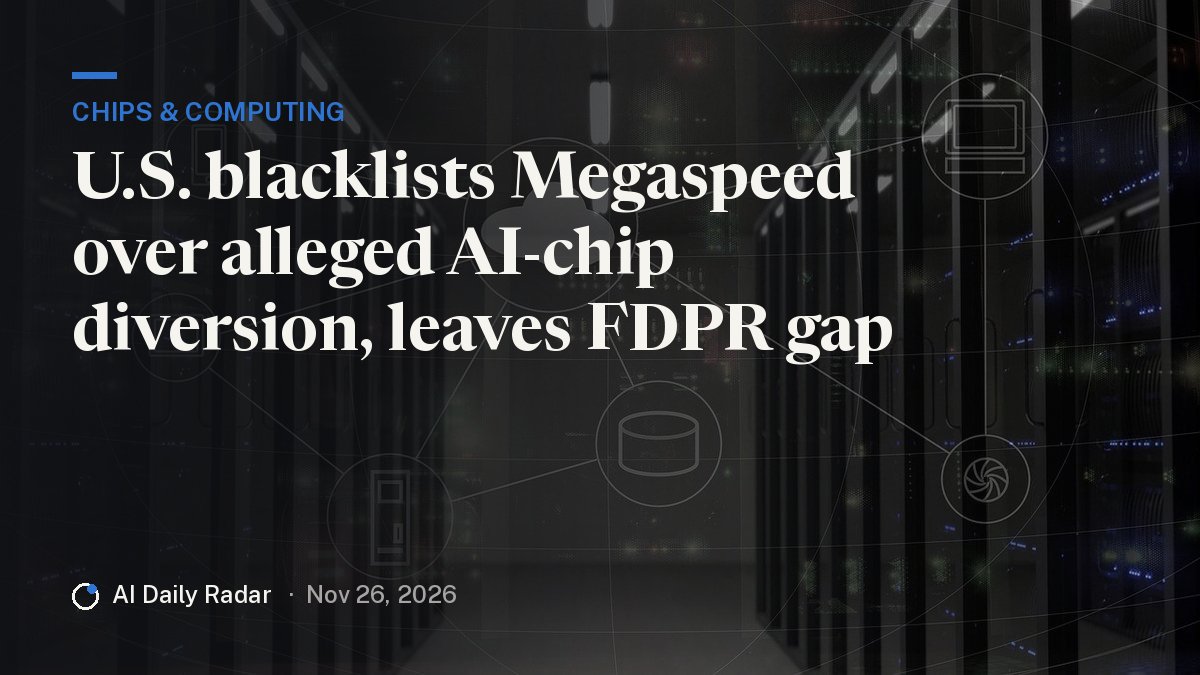 CHIPS & COMPUTING
U.S. blacklists Megaspeed
over alleged AI-chip
diversion, leaves FDPR gap
AI Daily Radar · Nov 26, 2026